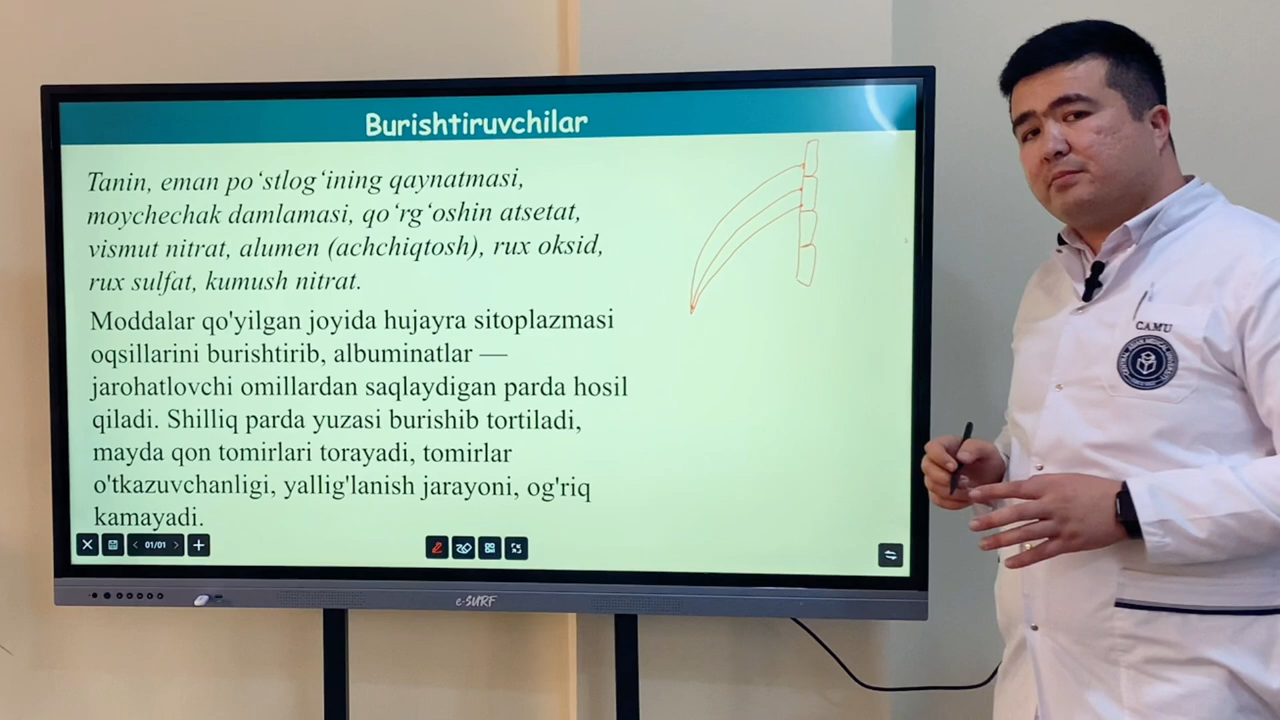 Burishtiruvchilar
Tanin, eman po‘stlog‘ining qaynatmasi,
moychechak damlamasi, qo‘rg‘oshin atsetat,
vismut nitrat, alumen (achchiqtosh), rux oksid,
rux sulfat, kumush nitrat.
Moddalar qo'yilgan joyida hujayra sitoplazmasi
oqsillarini burishtirib, albuminatlar —
jarohatlovchi omillardan saqlaydigan parda hosil
qiladi. Shilliq parda yuzasi burishib tortiladi,
mayda qon tomirlari torayadi, tomirlar
o'tkazuvchanligi, yallig'lanish jarayoni, og'riq
kamayadi.
01/01
e-SURF
C.A.M.U